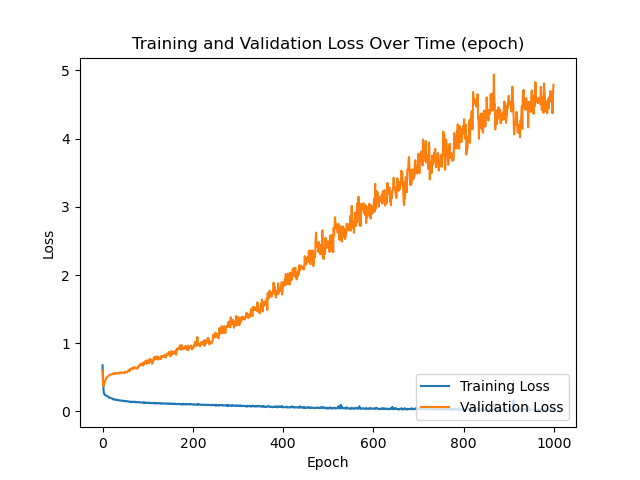 Training and Validation Loss Over Time (epoch)
5
4
3
2
1
0
Loss
Training Loss
Validation Loss
0 200 400 600 800 1000
Epoch